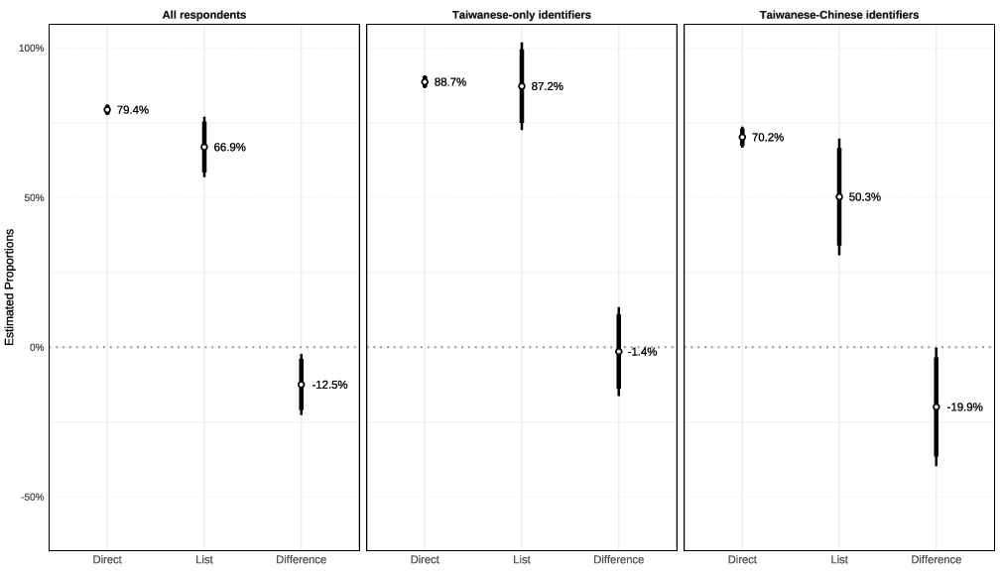 All respondents
Taiwanese-only identifiers
Taiwanese-Chinese identifiers
Estimated Proportions
100%
50%
0%
-50%
79.4%
66.9%
-12.5%
88.7%
87.2%
-1.4%
70.2%
50.3%
-19.9%
Direct
List
Difference
Direct
List
Difference
Direct
List
Difference